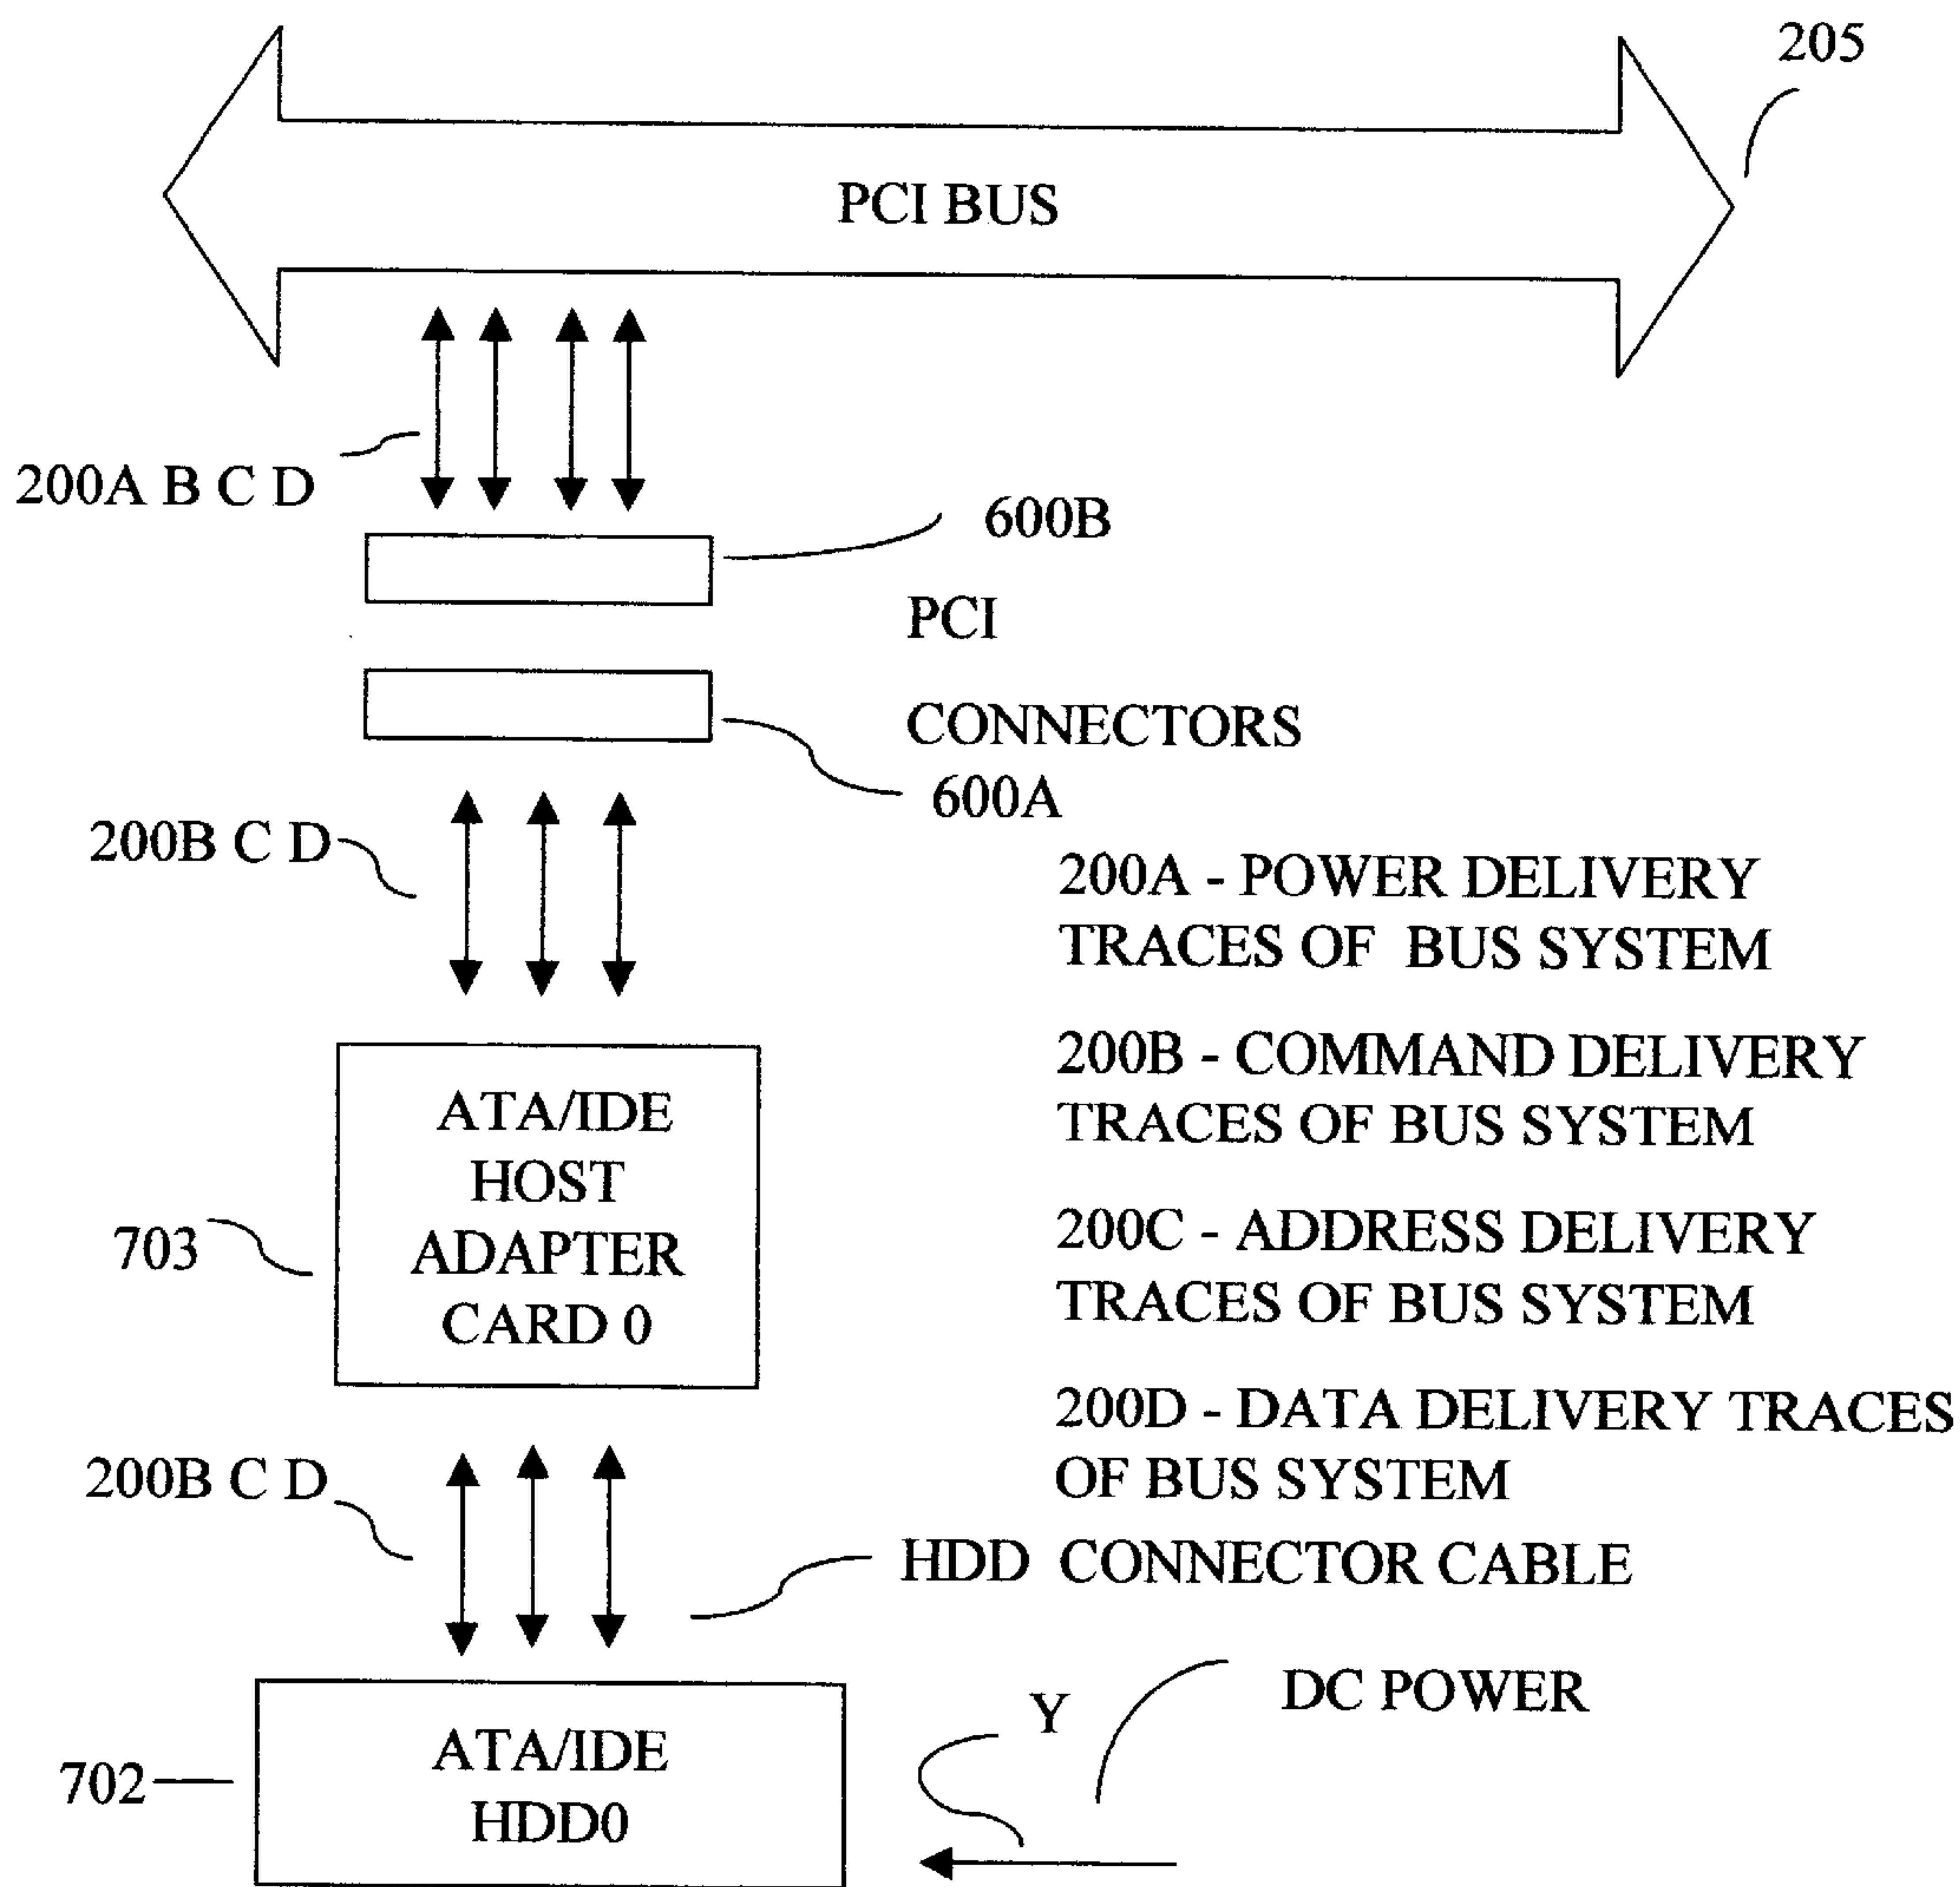 205
PCI BUS
200A B C D
600B
PCI
CONNECTORS
600A
200B C D
200A - POWER DELIVERY
TRACES OF BUS SYSTEM
200B - COMMAND DELIVERY
TRACES OF BUS SYSTEM
ATA/IDE
HOST
ADAPTER
CARD 0
703
200C - ADDRESS DELIVERY
TRACES OF BUS SYSTEM
200D - DATA DELIVERY TRACES
OF BUS SYSTEM
200B C D
HDD CONNECTOR CABLE
Y
DC POWER
702
ATA/IDE
HDD0